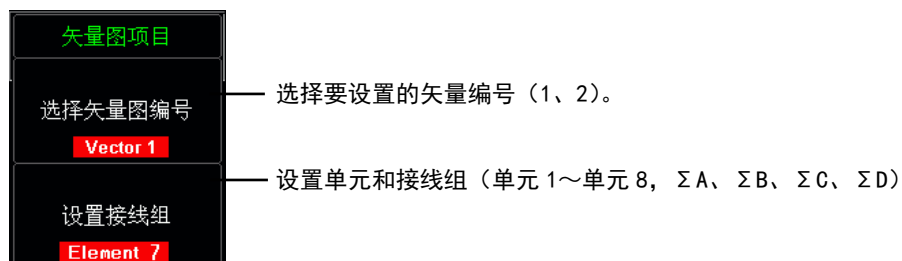 矢量图项目
选择矢量图编号
Vector 1
选择要设置的矢量编号（1、2）。
设置接线组
Element 7
设置单元和接线组（单元 1～单元 8，ΣA、ΣB、ΣC、ΣD）